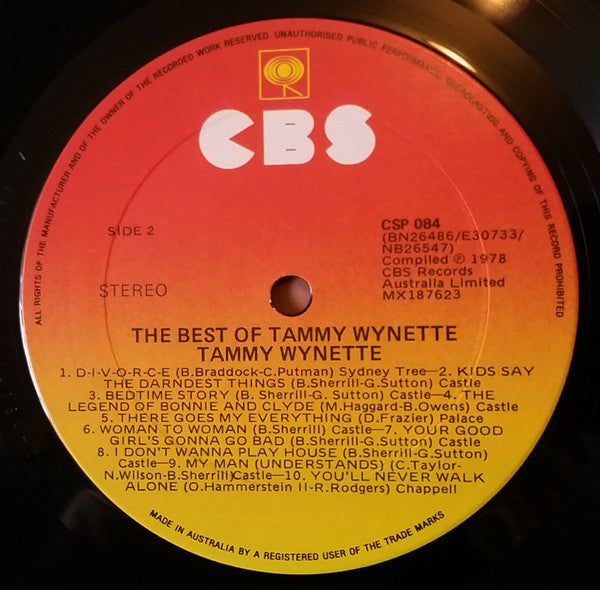 ALL RIGHTS OF THE MANUFACTURER AND OF THE OWNER OF THE RECORDED WORK RESERVED. UNAUTHORISED PUBLIC PERFORMANCE, BROADCASTING AND COPYING OF THIS RECORD PROHIBITED
CBS
SIDE 2
CSP 084
(BN26486/E30733/
NB26547)
Compiled ℗ 1978
CBS Records
Australia Limited
MX187623
STEREO
THE BEST OF TAMMY WYNETTE
TAMMY WYNETTE
1. D-I-V-O-R-C-E (B.Braddock-C.Putman) Sydney Tree—2. KIDS SAY
THE DARNDEST THINGS (B.Sherrill-G.Sutton) Castle
3. BEDTIME STORY (B. Sherrill-G. Sutton) Castle—4. THE
LEGEND OF BONNIE AND CLYDE (M.Haggard-B.Owens) Castle
5. THERE GOES MY EVERYTHING (D.Frazier) Palace
6. WOMAN TO WOMAN (B.Sherrill) Castle—7. YOUR GOOD
GIRL'S GONNA GO BAD (B.Sherrill-G.Sutton) Castle
8. I DON'T WANNA PLAY HOUSE (B.Sherrill-G.Sutton)
Castle—9. MY MAN (UNDERSTANDS) (C.Taylor-
N.Wilson-B.Sherrill)Castle—10. YOU'LL NEVER WALK
ALONE (O.Hammerstein II-R.Rodgers) Chappell
MADE IN AUSTRALIA BY A REGISTERED USER OF THE TRADE MARKS